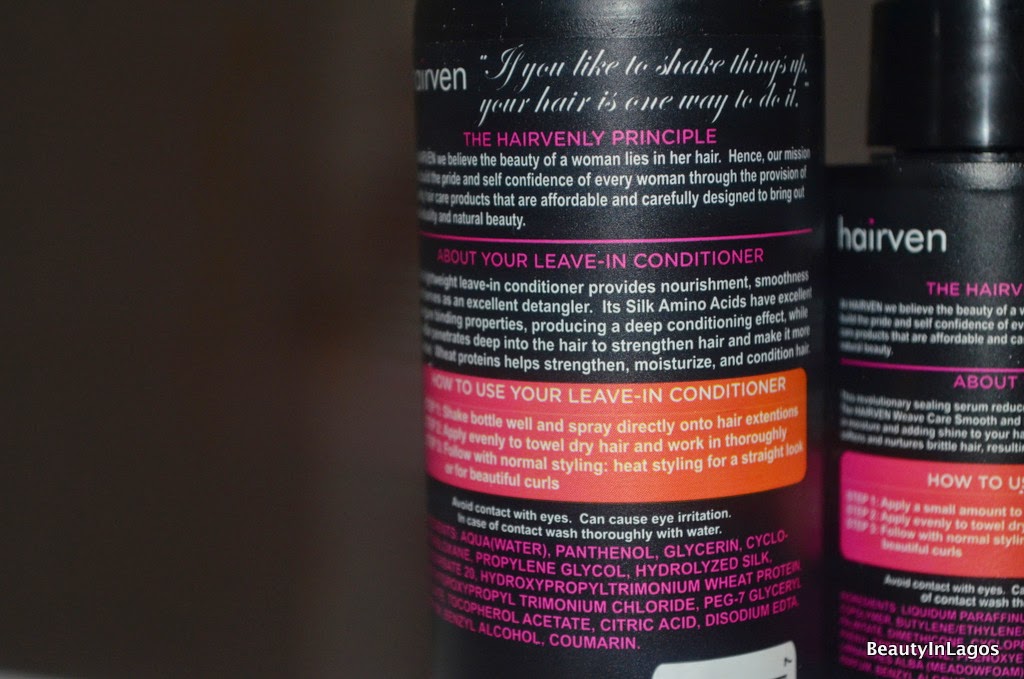 hairven
"If you like to shake things up,
your hair is one way to do it."
THE HAIRVENLY PRINCIPLE
HAIRVEN we believe the beauty of a woman lies in her hair. Hence, our mission
the pride and self confidence of every woman through the provision of
hair care products that are affordable and carefully designed to bring out
and natural beauty.
ABOUT YOUR LEAVE-IN CONDITIONER
lightweight leave-in conditioner provides nourishment, smoothness
as an excellent detangler. Its Silk Amino Acids have excellent
binding properties, producing a deep conditioning effect, while
penetrates deep into the hair to strengthen hair and make it more
Wheat proteins helps strengthen, moisturize, and condition hair
HOW TO USE YOUR LEAVE-IN CONDITIONER
STEP 1: Shake bottle well and spray directly onto hair extentions
STEP 2: Apply evenly to towel dry hair and work in thoroughly
STEP 3: Follow with normal styling: heat styling for a straight look
or for beautiful curls
Avoid contact with eyes. Can cause eye irritation.
In case of contact wash thoroughly with water.
AQUA(WATER), PANTHENOL, GLYCERIN, CYCLO-
PROPYLENE GLYCOL, HYDROLYZED SILK,
20, HYDROXYPROPYLTRIMONIUM WHEAT PROTEIN,
TRIMONIUM CHLORIDE, PEG-7 GLYCERYL
TOCOPHEROL ACETATE, CITRIC ACID, DISODIUM EDTA,
BENZYL ALCOHOL, COUMARIN.
hairven
THE HAIRV
At HAIRVEN we believe the beauty of a
build the pride and self confidence of
care products that are affordable and
natural beauty.
ABOUT
This revolutionary sealing serum
The HAIRVEN Weave Care Smooth and
in moisture and adding shine to your
and nurtures brittle hair,
HOW TO
STEP 1: Apply a small amount to
STEP 2: Apply evenly to towel
STEP 3: Follow with normal
beautiful curls
Avoid contact with eyes.
of contact wash
INGREDIENTS: LIQUIDUM
BUTYLENE/ETHYLENE
DIMETHICONE,
ALBA (MEADOWFOAM)
BeautyInLagos